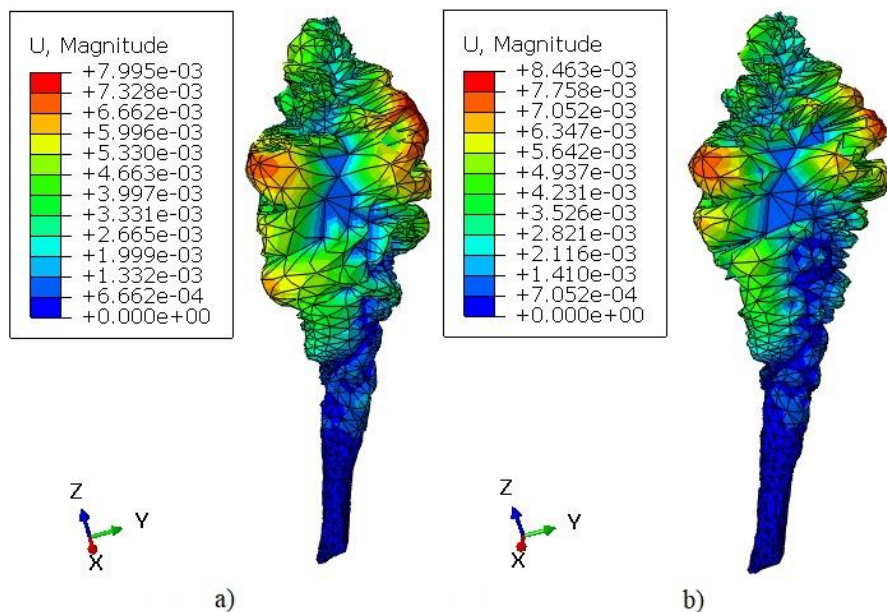 U, Magnitude
+7.995e-03
+7.328e-03
+6.662e-03
+5.996e-03
+5.330e-03
+4.663e-03
+3.997e-03
+3.331e-03
+2.665e-03
+1.999e-03
+1.332e-03
+6.662e-04
+0.000e+00
Z
Y
X
a)
U, Magnitude
+8.463e-03
+7.758e-03
+7.052e-03
+6.347e-03
+5.642e-03
+4.937e-03
+4.231e-03
+3.526e-03
+2.821e-03
+2.116e-03
+1.410e-03
+7.052e-04
+0.000e+00
Z
Y
X
b)